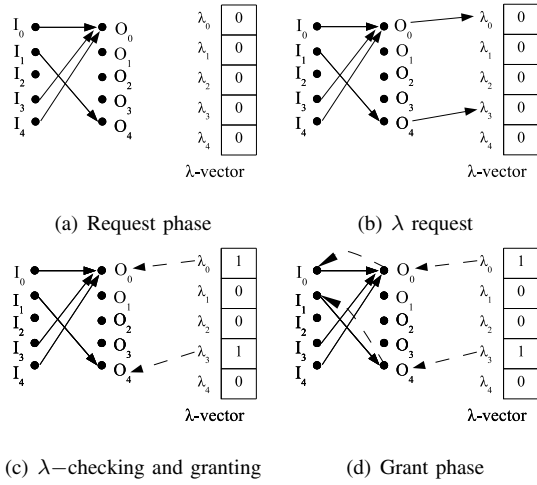 I₀ O₀ λ₀ 0
I₁ O₁ λ₁ 0
I₂ O₂ λ₂ 0
I₃ O₃ λ₃ 0
I₄ O₄ λ₄ 0
λ-vector
(a) Request phase
I₀ O₀ λ₀ 0
I₁ O₁ λ₁ 0
I₂ O₂ λ₂ 0
I₃ O₃ λ₃ 0
I₄ O₄ λ₄ 0
λ-vector
(b) λ request
I₀ O₀ λ₀ 1
I₁ O₁ λ₁ 0
I₂ O₂ λ₂ 0
I₃ O₃ λ₃ 1
I₄ O₄ λ₄ 0
λ-vector
(c) λ−checking and granting
I₀ O₀ λ₀ 1
I₁ O₁ λ₁ 0
I₂ O₂ λ₂ 0
I₃ O₃ λ₃ 1
I₄ O₄ λ₄ 0
λ-vector
(d) Grant phase